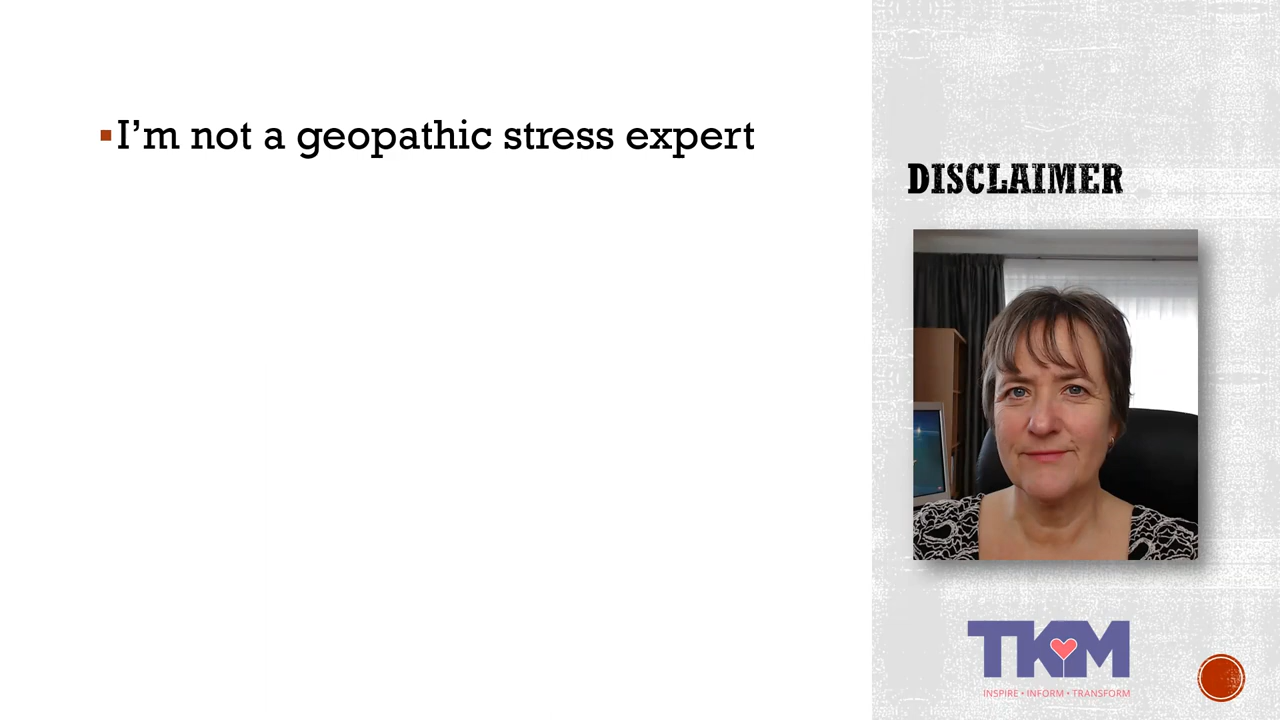 I’m not a geopathic stress expert
DISCLAIMER
TKM
INSPIRE • INFORM • TRANSFORM